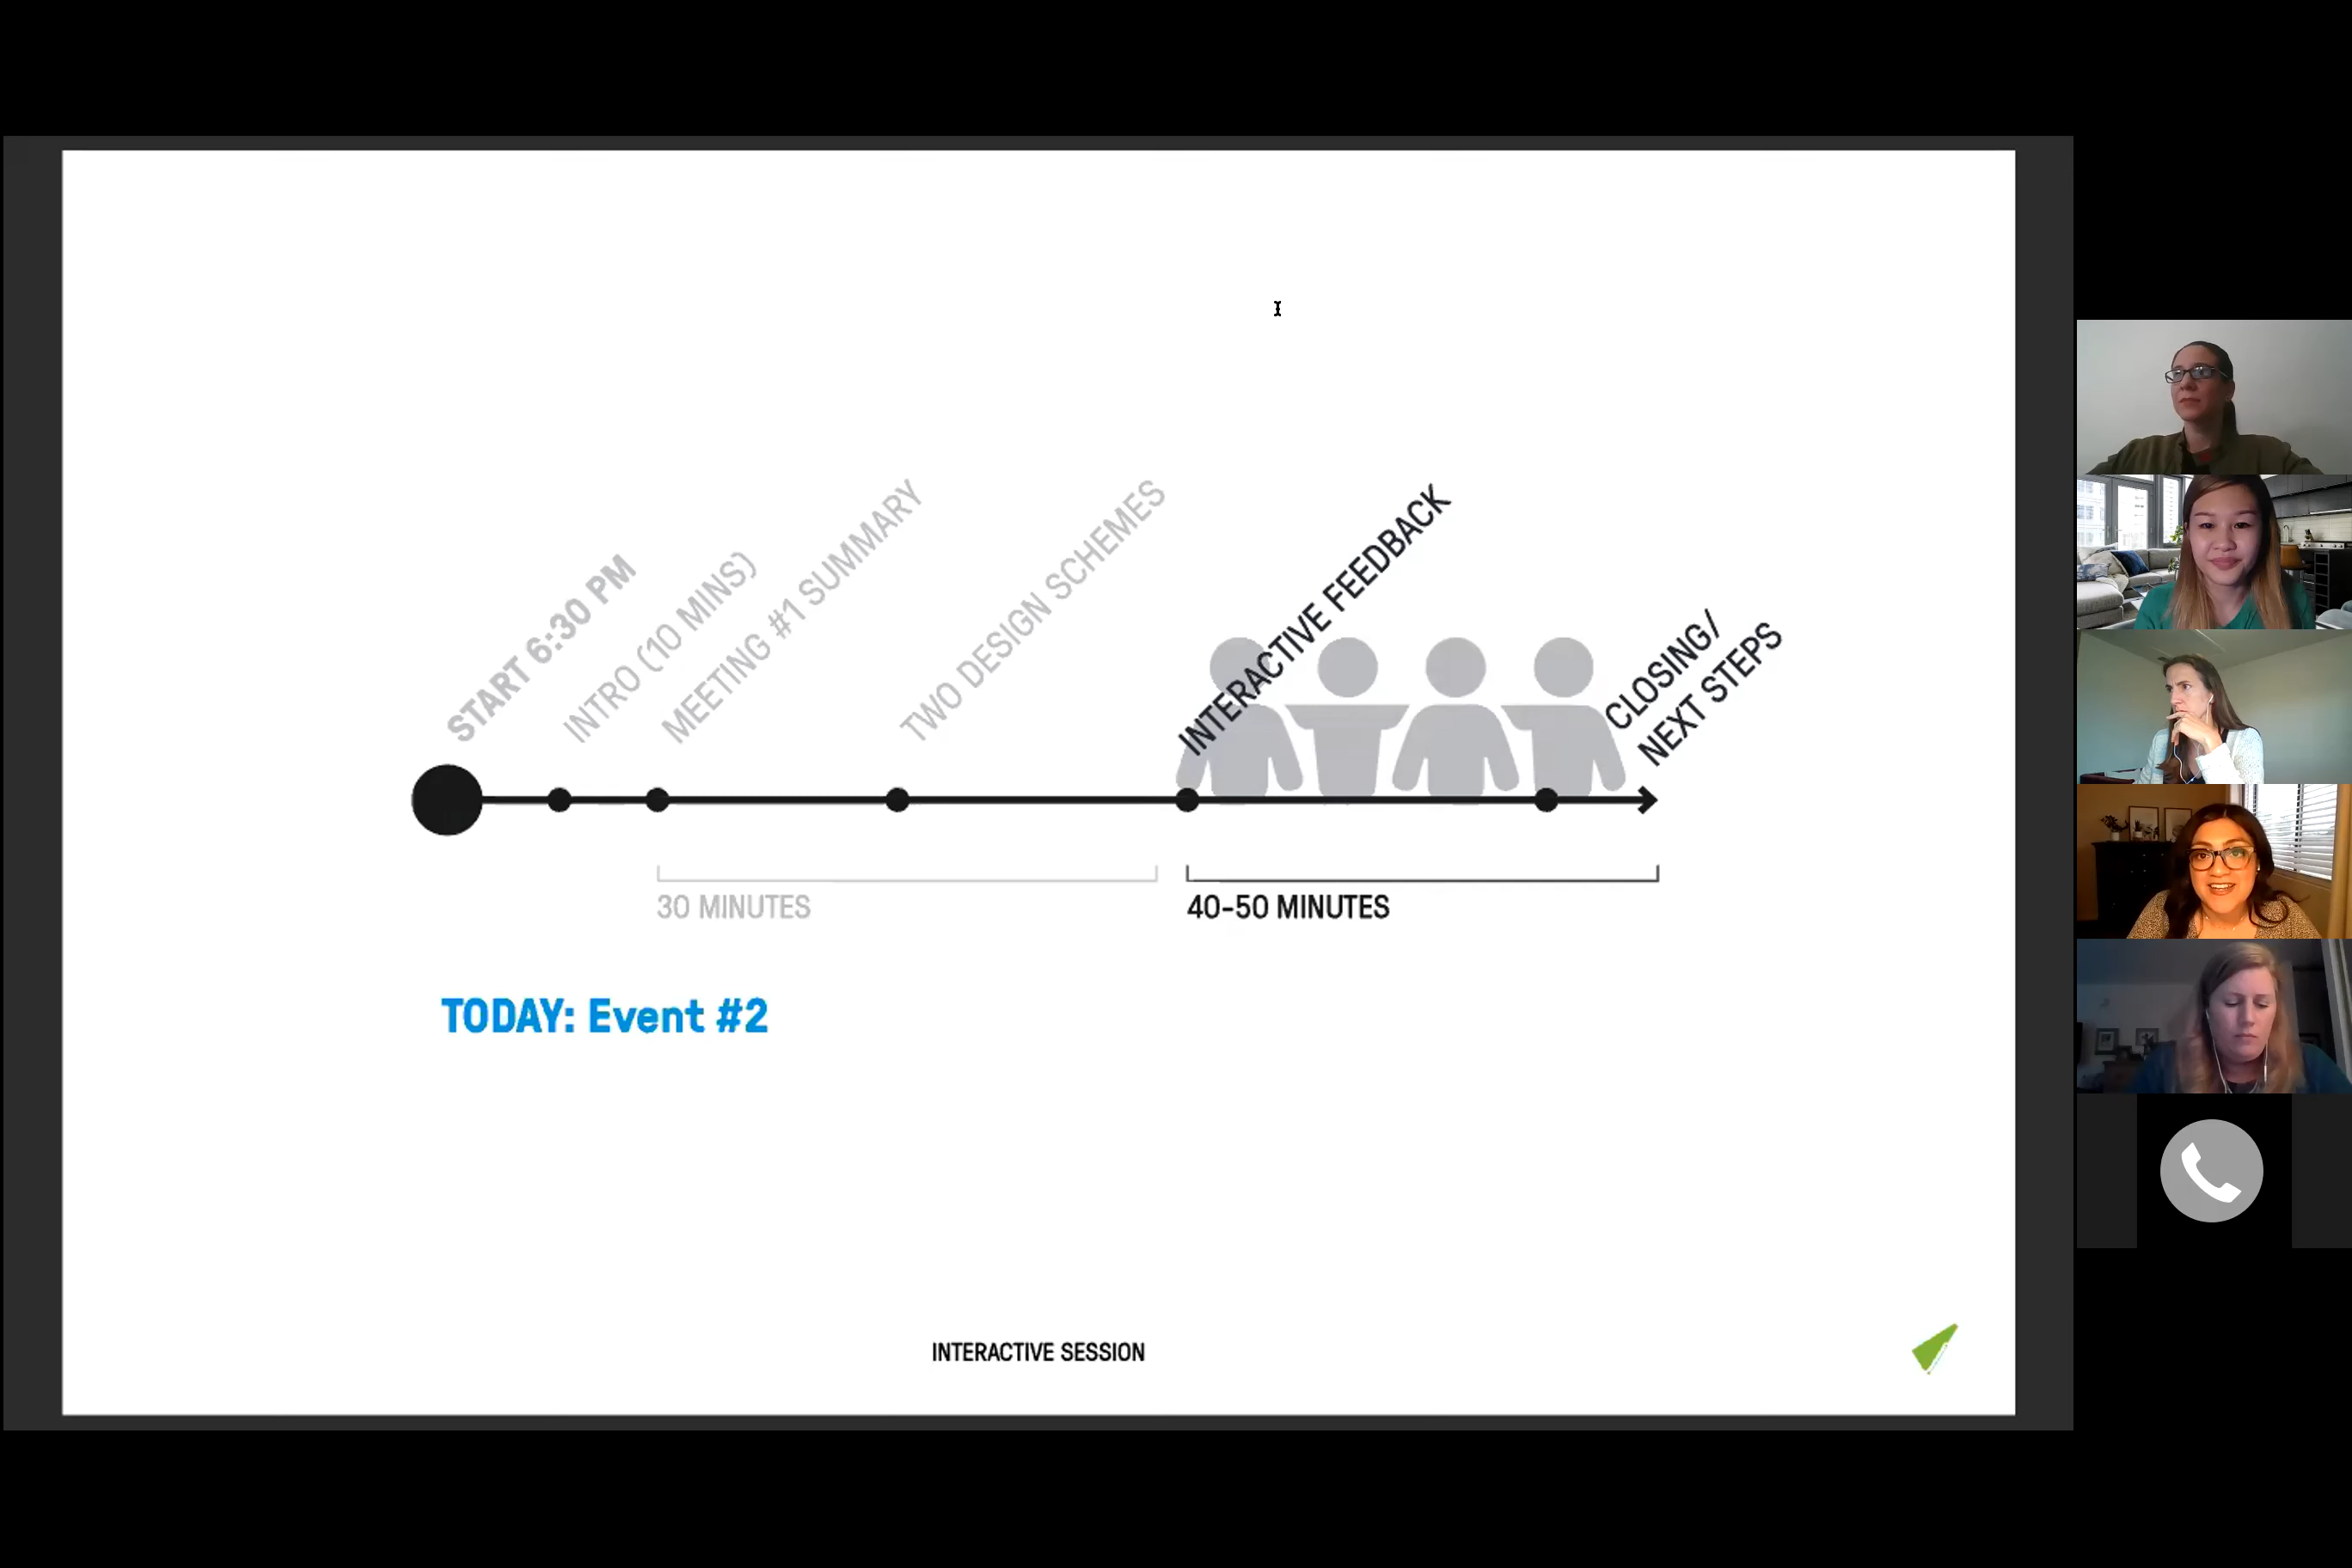 START 6:30 PM
INTRO (10 MINS)
MEETING #1 SUMMARY
TWO DESIGN SCHEMES
INTERACTIVE FEEDBACK
CLOSING/
NEXT STEPS
30 MINUTES
40-50 MINUTES
TODAY: Event #2
INTERACTIVE SESSION